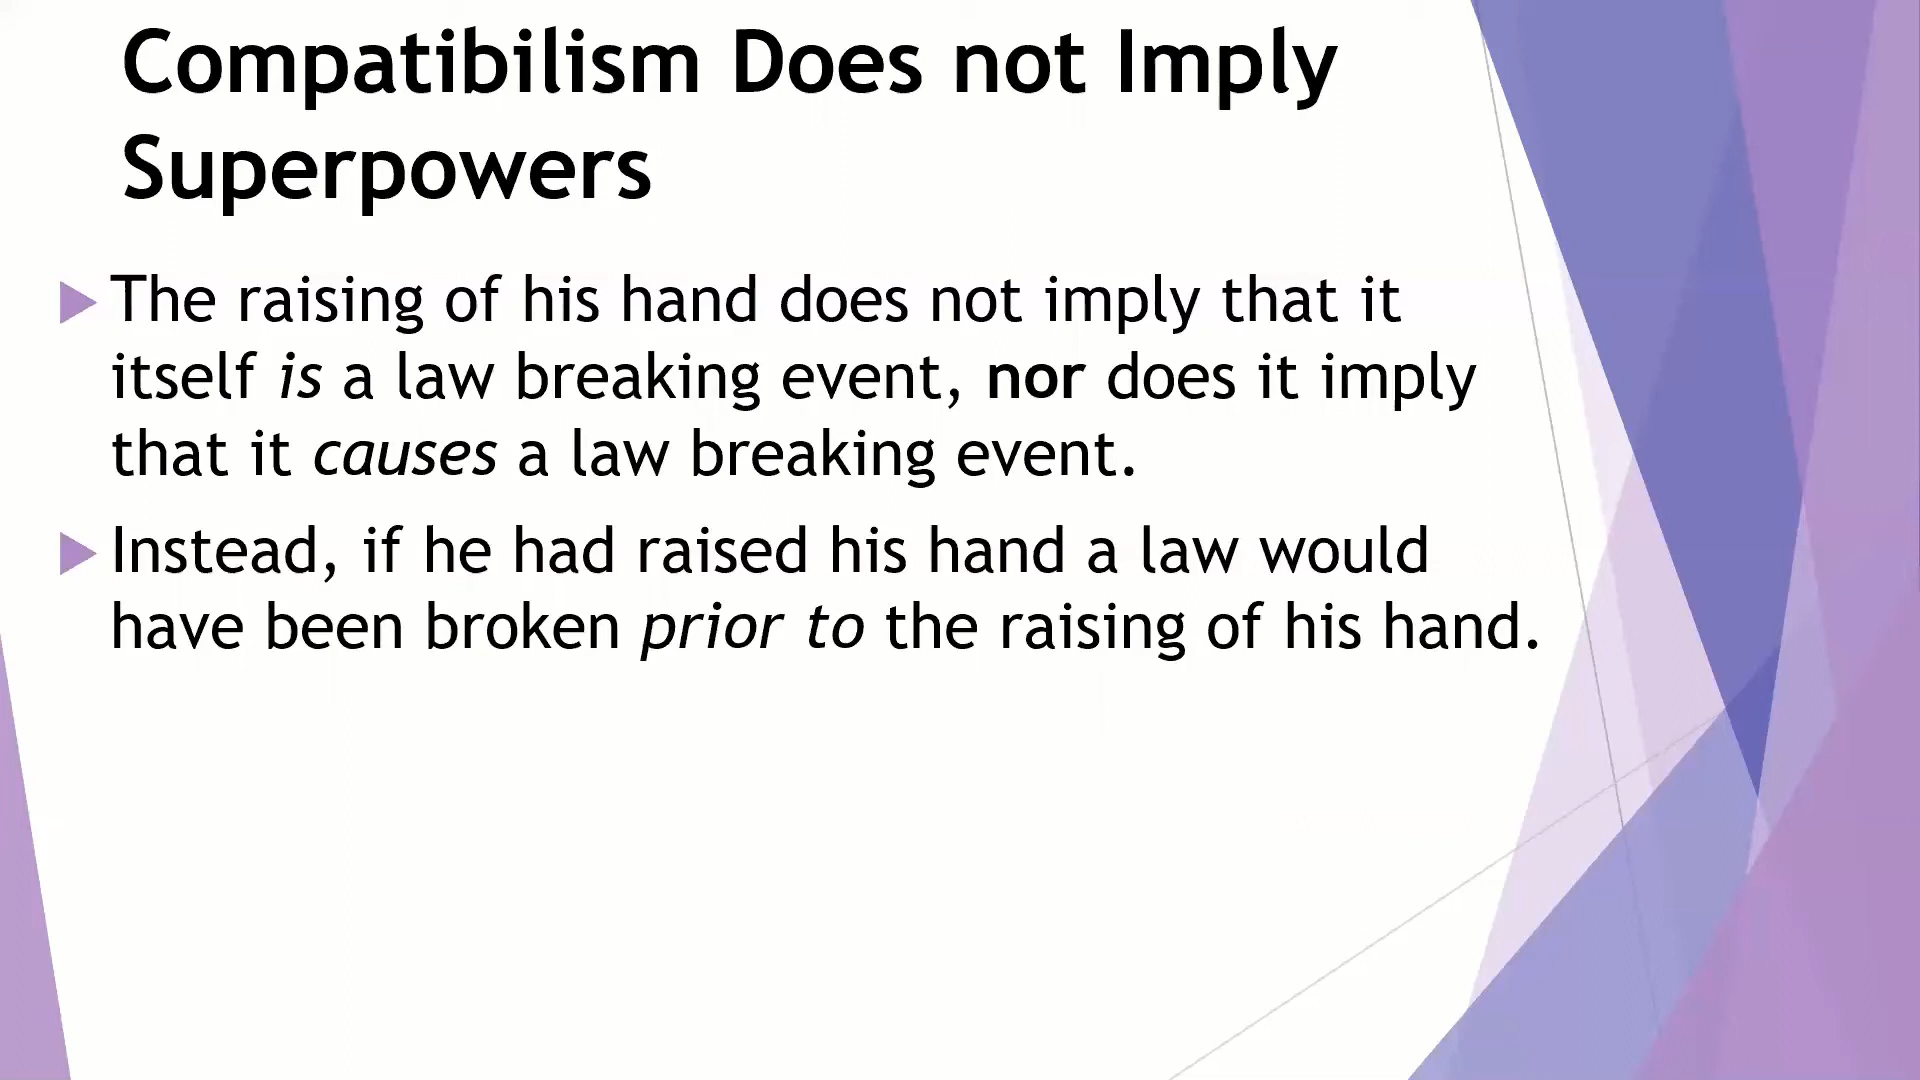 Compatibilism Does not Imply
Superpowers
The raising of his hand does not imply that it
itself is a law breaking event, nor does it imply
that it causes a law breaking event.
Instead, if he had raised his hand a law would
have been broken prior to the raising of his hand.